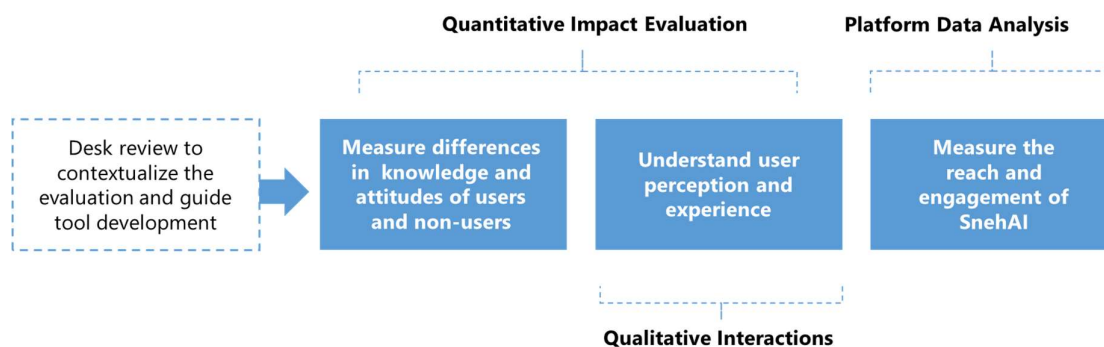 Quantitative Impact Evaluation
Platform Data Analysis
Desk review to
contextualize the
evaluation and guide
tool development
Measure differences
in knowledge and
attitudes of users
and non-users
Understand user
perception and
experience
Measure the
reach and
engagement of
SnehAI
Qualitative Interactions